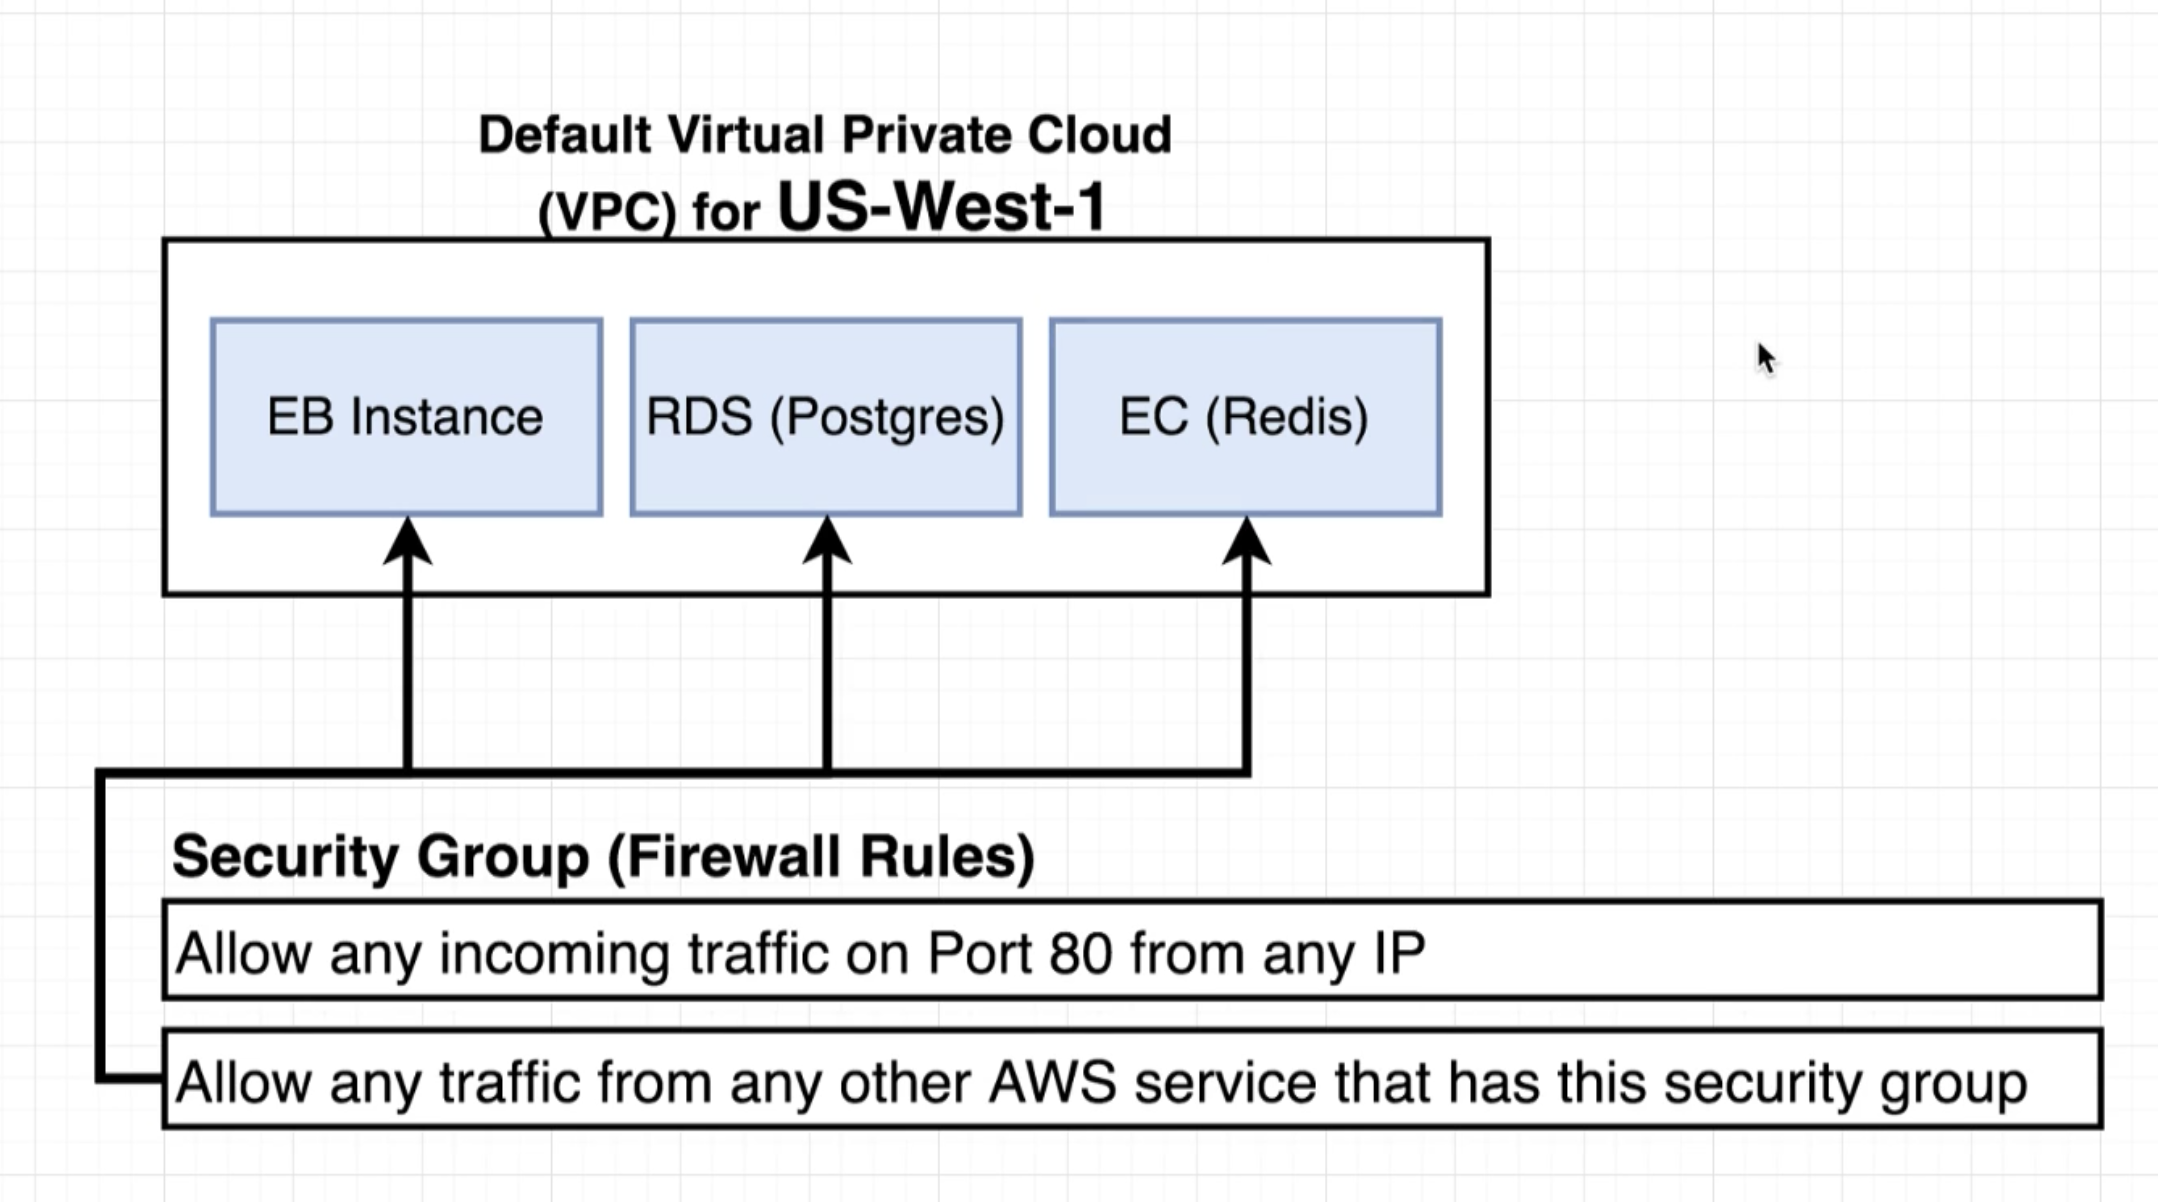 Default Virtual Private Cloud
(VPC) for US-West-1
EB Instance
RDS (Postgres)
EC (Redis)
Security Group (Firewall Rules)
Allow any incoming traffic on Port 80 from any IP
Allow any traffic from any other AWS service that has this security group